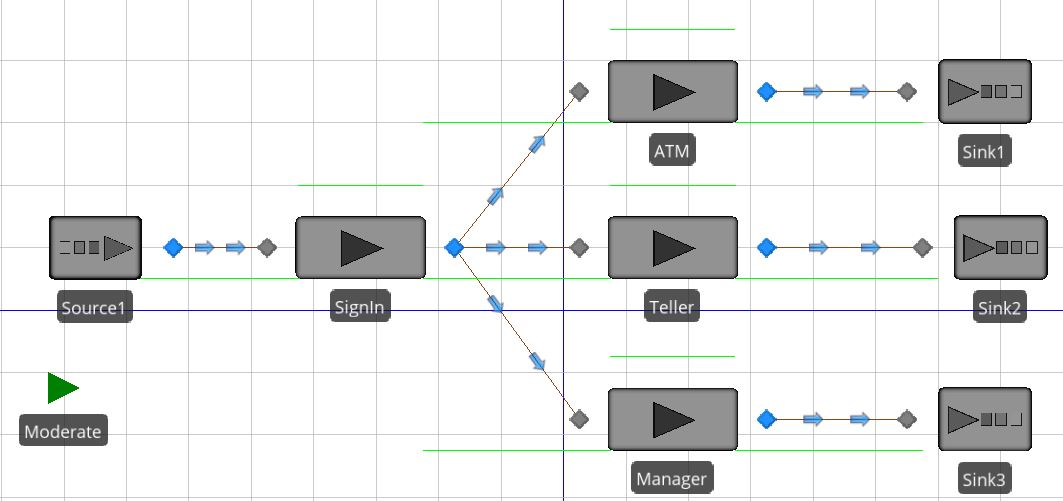 ATM
Sink1
Source1
SignIn
Teller
Sink2
Moderate
Manager
Sink3